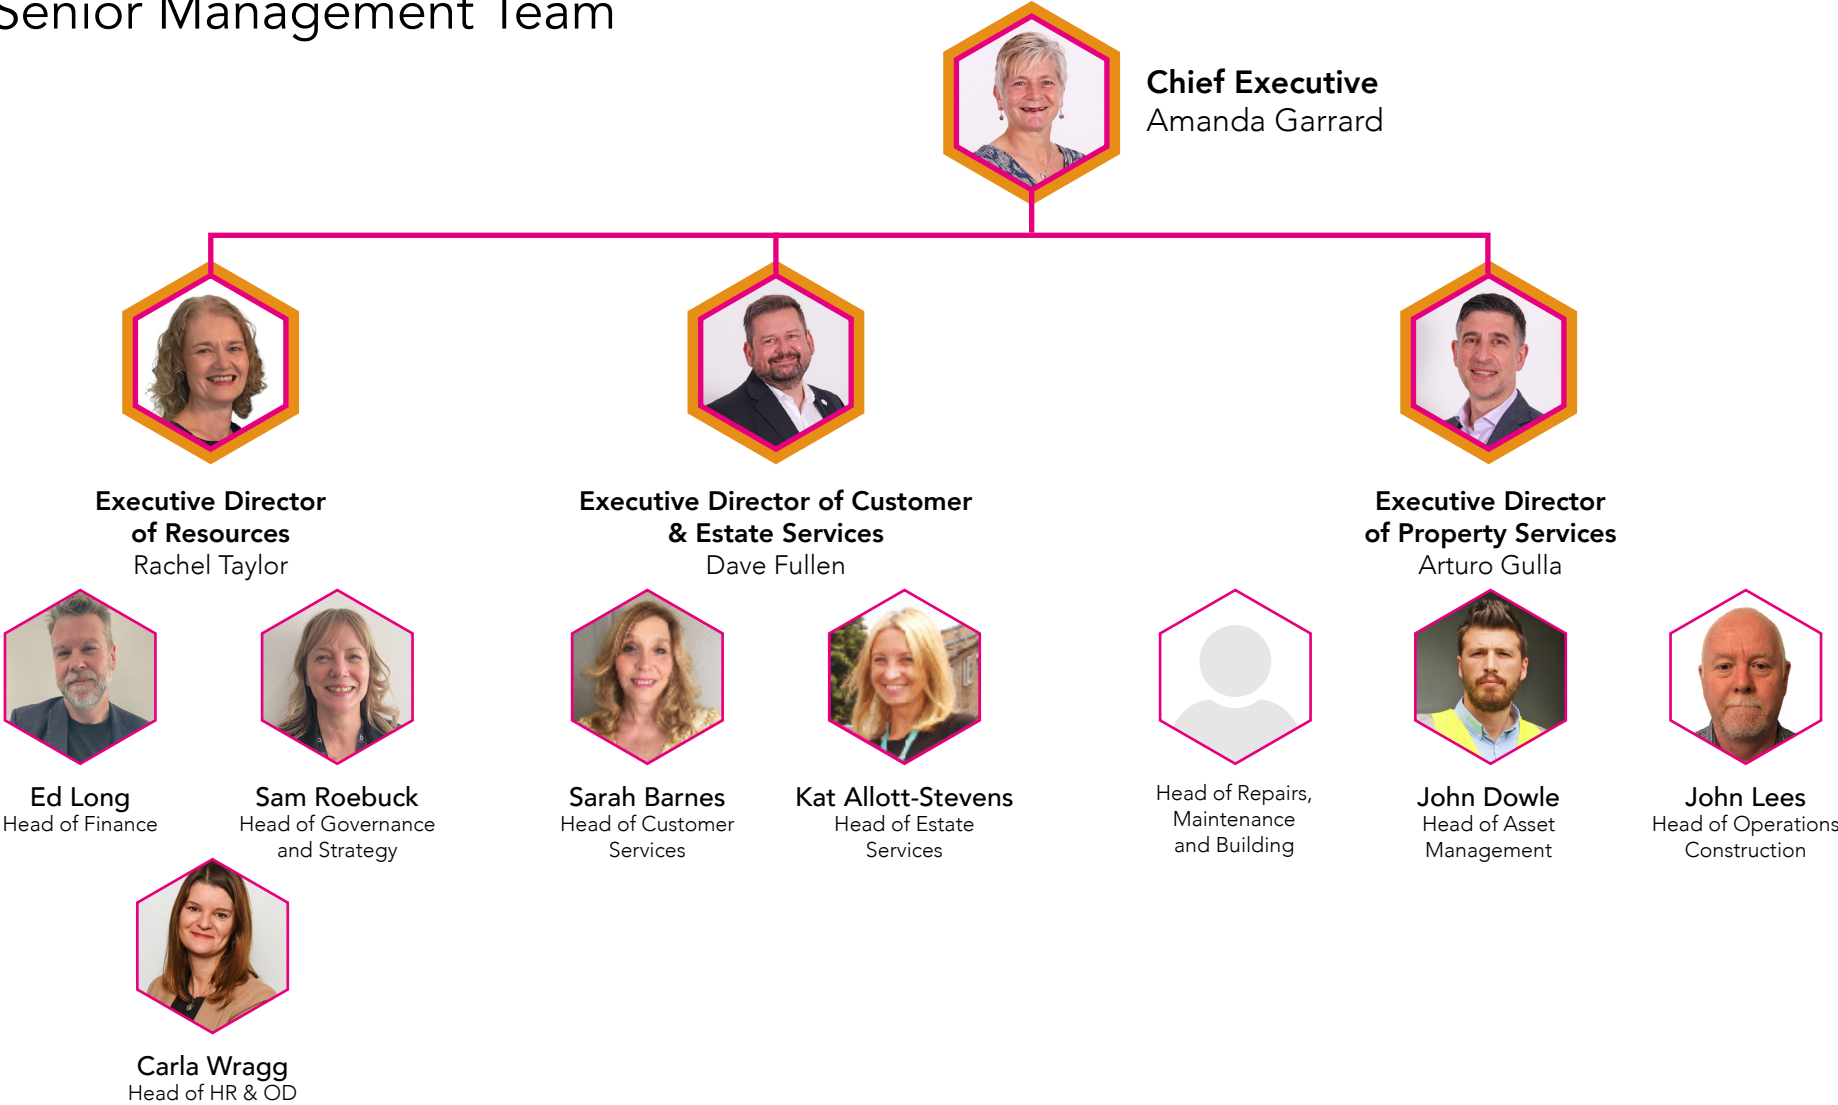 Senior Management Team
Chief Executive
Amanda Garrard
Executive Director
of Resources
Rachel Taylor
Executive Director of Customer
& Estate Services
Dave Fullen
Executive Director
of Property Services
Arturo Gulla
Ed Long
Head of Finance
Sam Roebuck
Head of Governance
and Strategy
Sarah Barnes
Head of Customer
Services
Kat Allott-Stevens
Head of Estate
Services
Head of Repairs,
Maintenance
and Building
John Dowle
Head of Asset
Management
John Lees
Head of Operations
Construction
Carla Wragg
Head of HR & OD